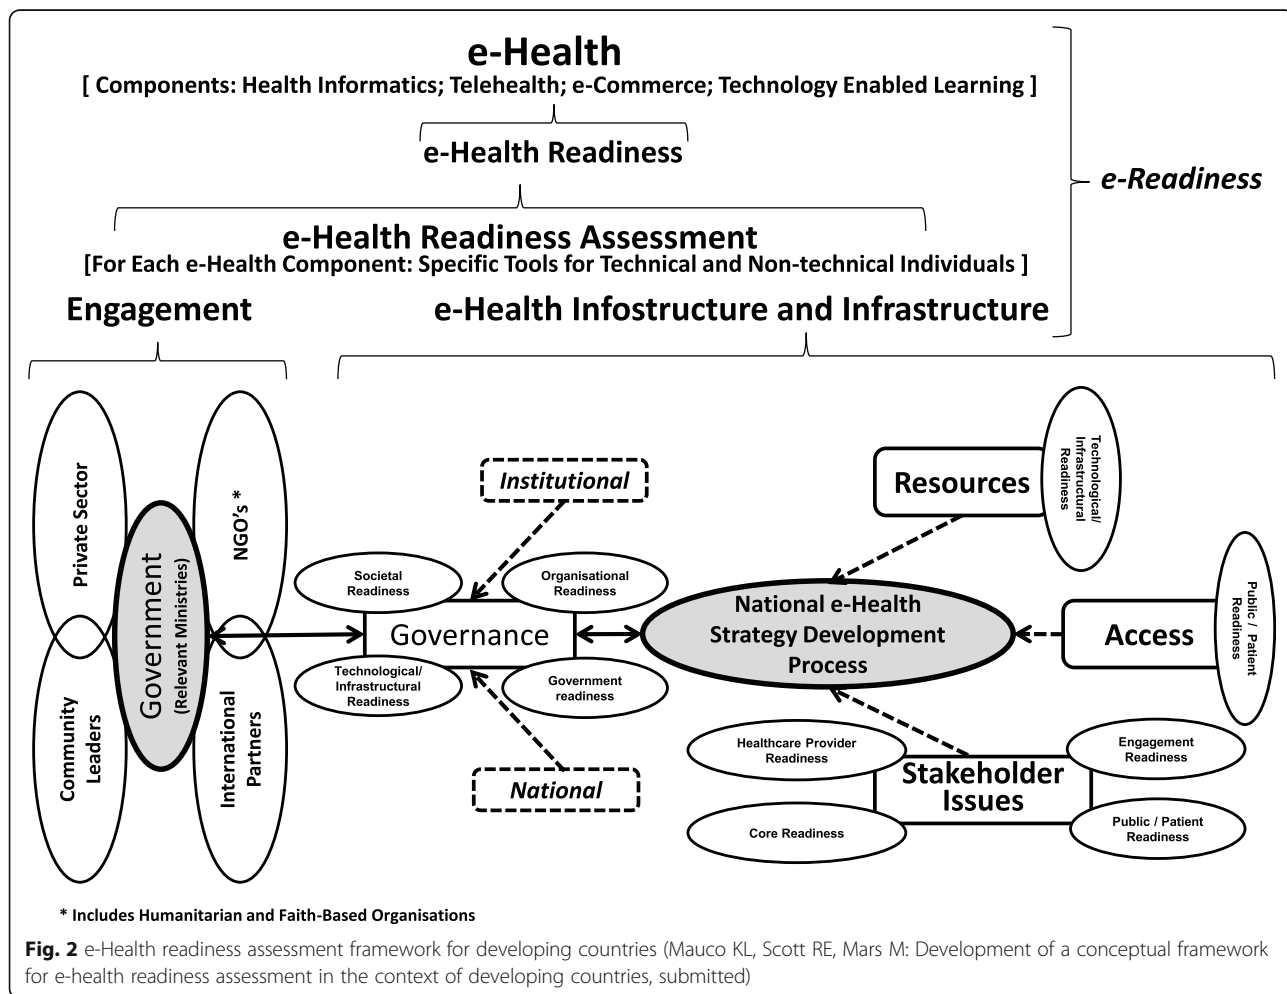 e-Health
[ Components: Health Informatics; Telehealth; e-Commerce; Technology Enabled Learning ]
e-Health Readiness
e-Readiness
e-Health Readiness Assessment
[For Each e-Health Component: Specific Tools for Technical and Non-technical Individuals ]
Engagement
e-Health Infostructure and Infrastructure
Private Sector
NGO's *
Government
(Relevant Ministries)
Community
Leaders
International
Partners
Institutional
Societal
Readiness
Organisational
Readiness
Governance
Technological/
Infrastructural
Readiness
Government
readiness
National
Resources
Technological/
Infrastructural
Readiness
National e-Health
Strategy Development
Process
Access
Public / Patient
Readiness
Healthcare Provider
Readiness
Engagement
Readiness
Stakeholder
Issues
Core Readiness
Public / Patient
Readiness
* Includes Humanitarian and Faith-Based Organisations
Fig. 2 e-Health readiness assessment framework for developing countries (Mauco KL, Scott RE, Mars M: Development of a conceptual framework
for e-health readiness assessment in the context of developing countries, submitted)